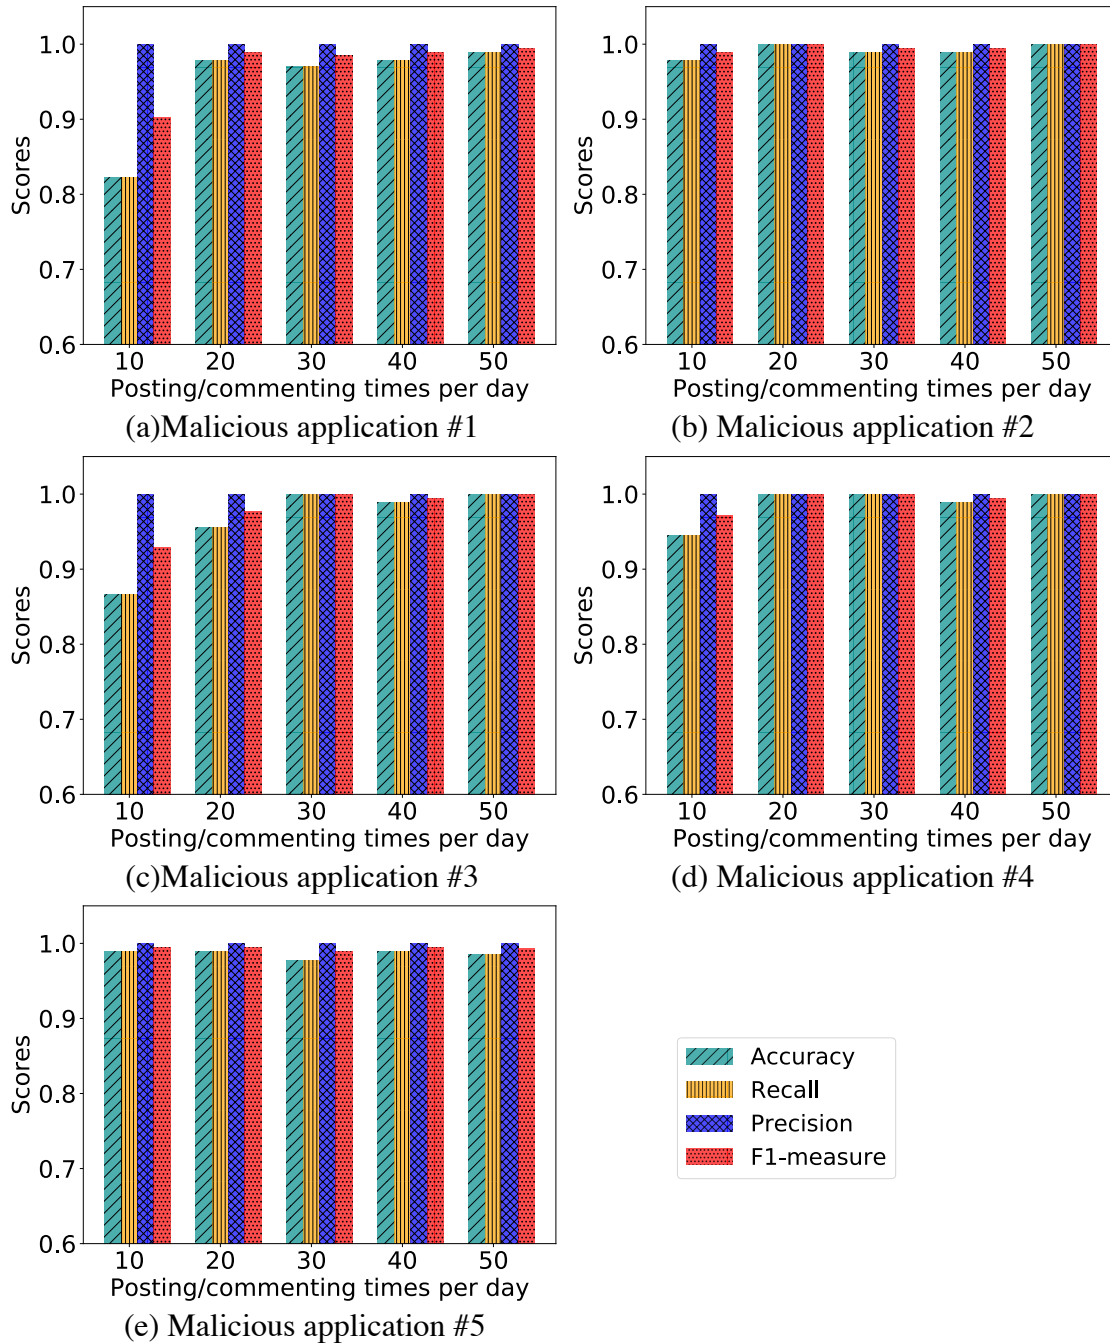 1.0
0.9
0.8
0.7
0.6
Scores
10 20 30 40 50
Posting/commenting times per day
(a)Malicious application #1
1.0
0.9
0.8
0.7
0.6
Scores
10 20 30 40 50
Posting/commenting times per day
(b) Malicious application #2
1.0
0.9
0.8
0.7
0.6
Scores
10 20 30 40 50
Posting/commenting times per day
(c)Malicious application #3
1.0
0.9
0.8
0.7
0.6
Scores
10 20 30 40 50
Posting/commenting times per day
(d) Malicious application #4
1.0
0.9
0.8
0.7
0.6
Scores
10 20 30 40 50
Posting/commenting times per day
(e) Malicious application #5
Accuracy
Recall
Precision
F1-measure